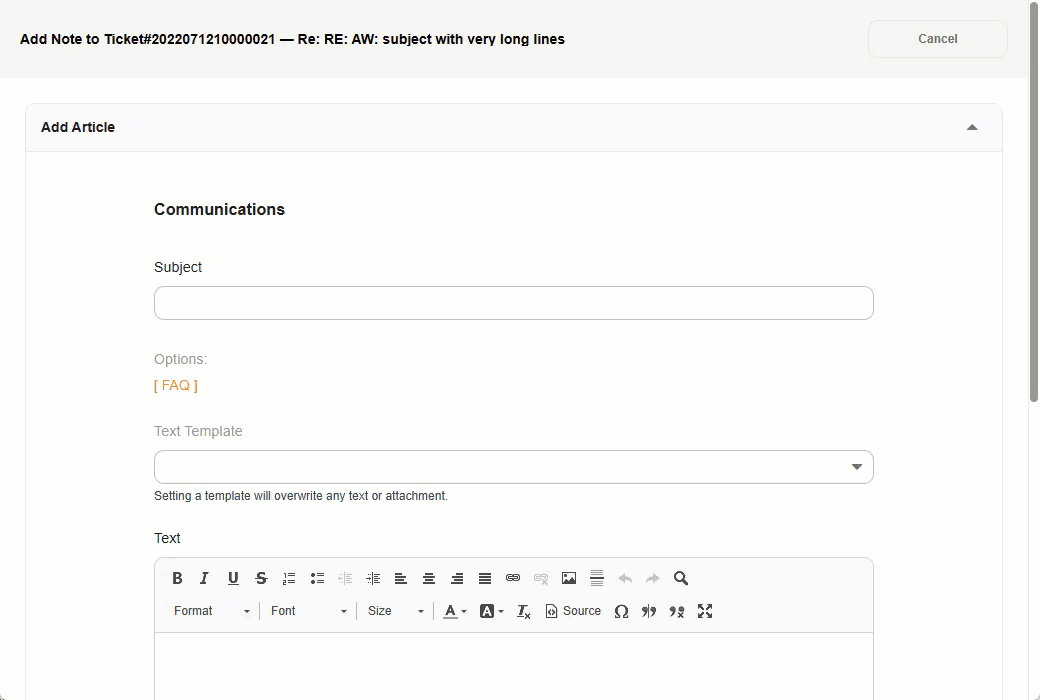 Add Note to Ticket#2022071210000021 — Re: RE: AW: subject with very long lines
Cancel
Add Article
Communications
Subject
Options:
[ FAQ ]
Text Template
Setting a template will overwrite any text or attachment.
Text
B I U S
Format Font Size A A Tx Source Ω